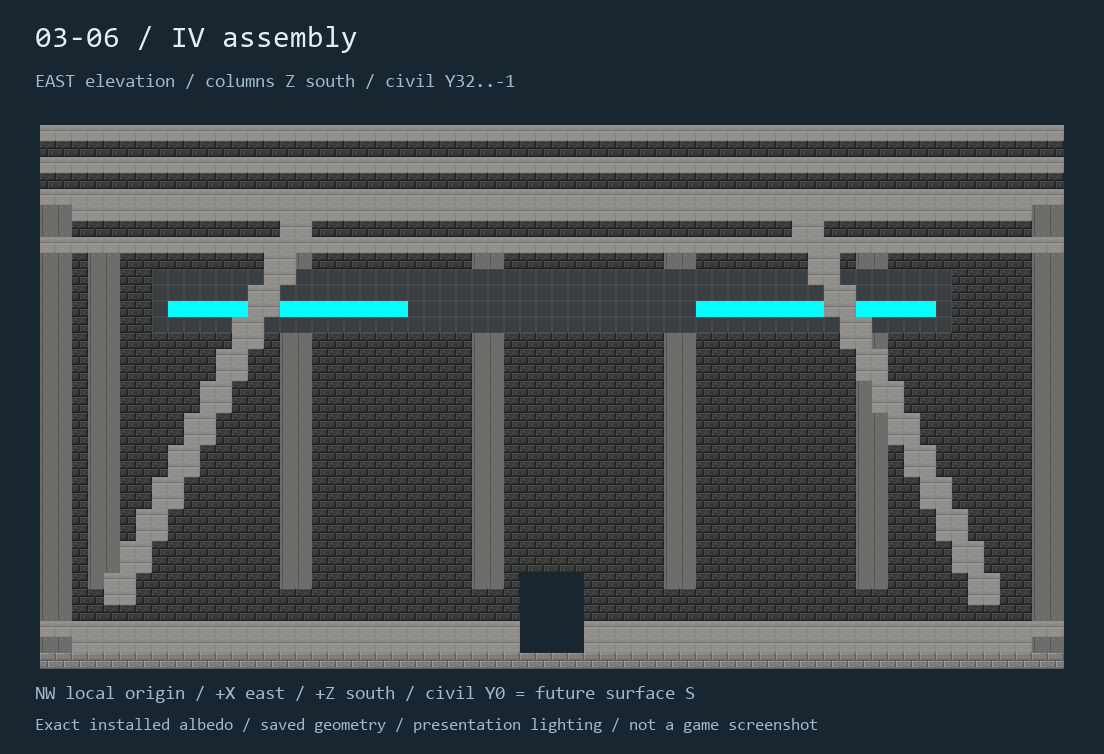 03-06 / IV assembly
EAST elevation / columns Z south / civil Y32..-1
NW local origin / +X east / +Z south / civil Y0 = future surface S
Exact installed albedo / saved geometry / presentation lighting / not a game screenshot